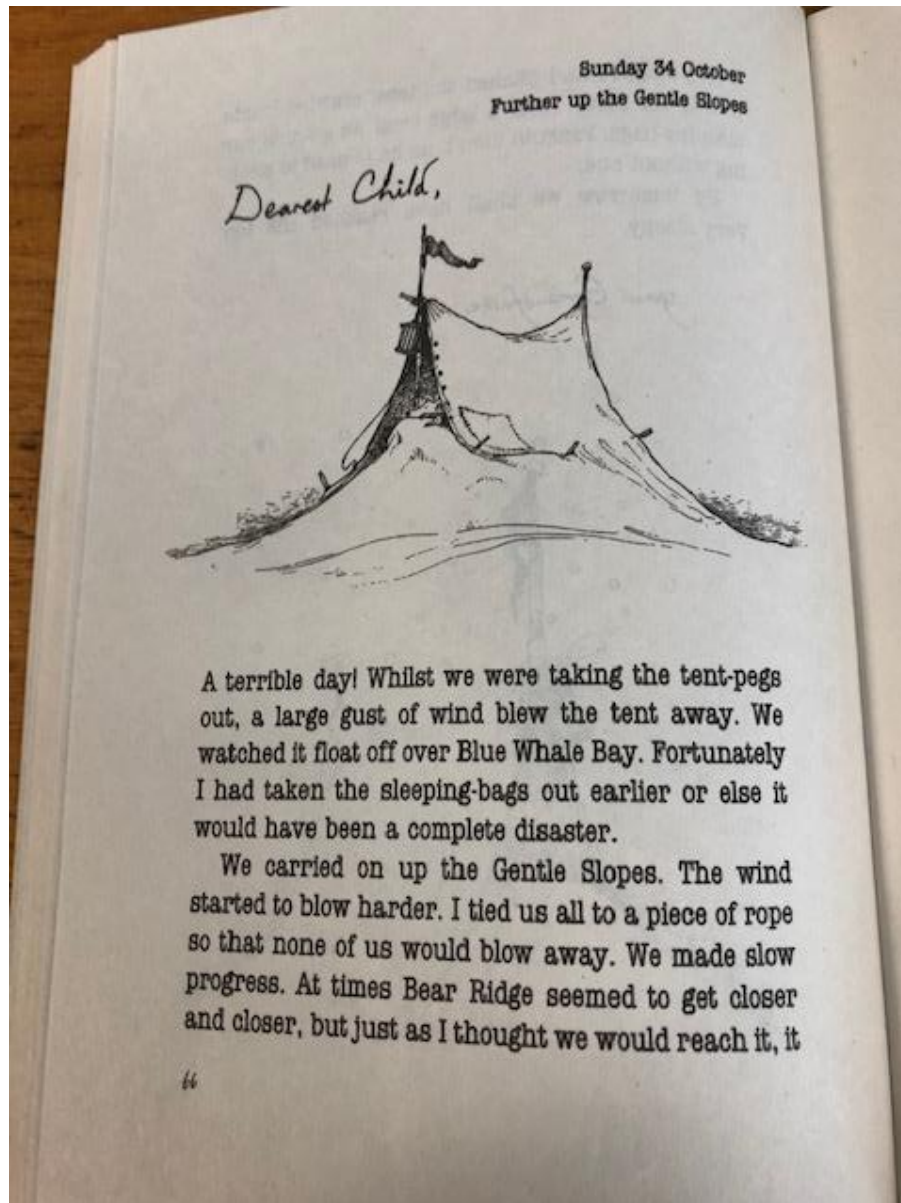 Sunday 34 October
Further up the Gentle Slopes
Dearest Child,
A terrible day! Whilst we were taking the tent-pegs
out, a large gust of wind blew the tent away. We
watched it float off over Blue Whale Bay. Fortunately
I had taken the sleeping-bags out earlier or else it
would have been a complete disaster.
We carried on up the Gentle Slopes. The wind
started to blow harder. I tied us all to a piece of rope
so that none of us would blow away. We made slow
progress. At times Bear Ridge seemed to get closer
and closer, but just as I thought we would reach it, it
66